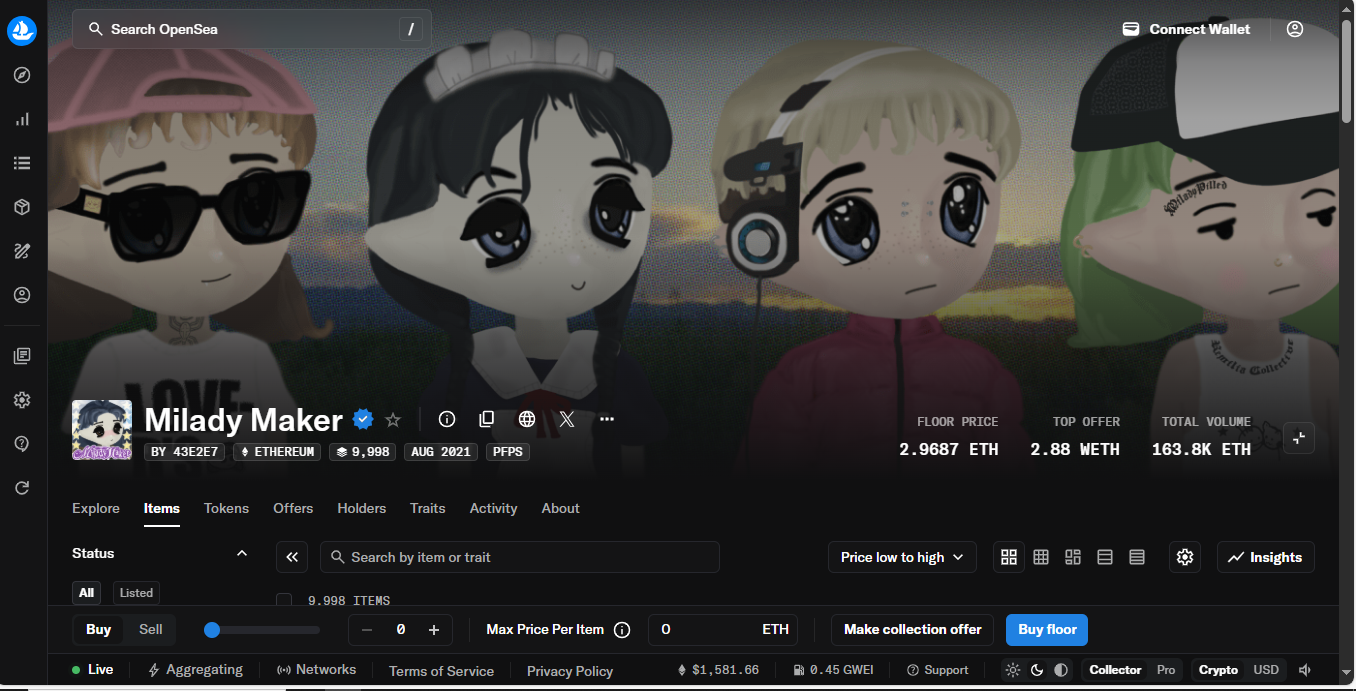 Search OpenSea /
Connect Wallet
MiladyPilled
LOVE-
Remilia Collective
Milady Maker
FLOOR PRICE TOP OFFER TOTAL VOLUME
2.9687 ETH 2.88 WETH 163.8K ETH
BY 43E2E7 ETHEREUM 9,998 AUG 2021 PFPS
Explore Items Tokens Offers Holders Traits Activity About
Status
Search by item or trait
Price low to high
Insights
All Listed
9,998 ITEMS
Buy Sell
0
Max Price Per Item
0 ETH
Make collection offer
Buy floor
Live Aggregating Networks Terms of Service Privacy Policy $1,581.66 0.45 GWEI Support Collector Pro Crypto USD